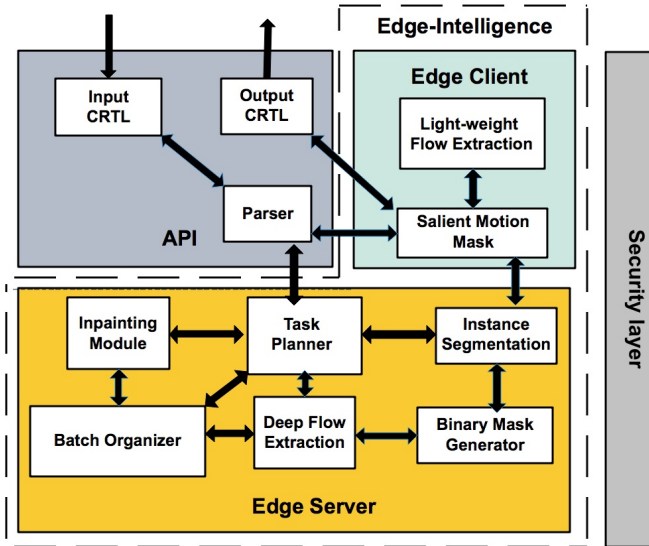 Edge-Intelligence
Input
CRTL
Output
CRTL
Parser
API
Edge Client
Light-weight
Flow Extraction
Salient Motion
Mask
Inpainting
Module
Task
Planner
Instance
Segmentation
Batch Organizer
Deep Flow
Extraction
Binary Mask
Generator
Edge Server
Security layer